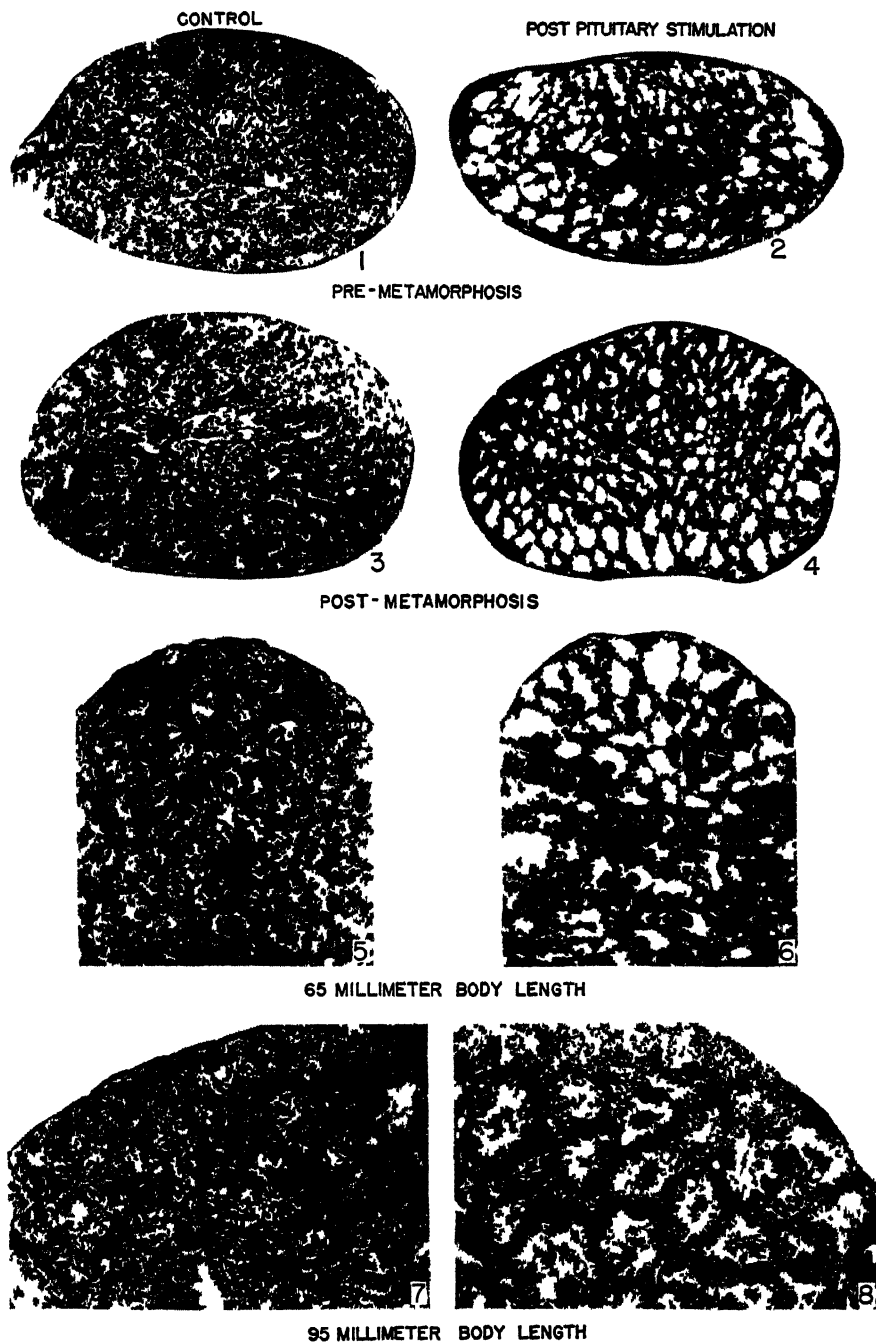 CONTROL
POST PITUITARY STIMULATION
1
2
PRE-METAMORPHOSIS
3
4
POST-METAMORPHOSIS
5
6
65 MILLIMETER BODY LENGTH
7
8
95 MILLIMETER BODY LENGTH